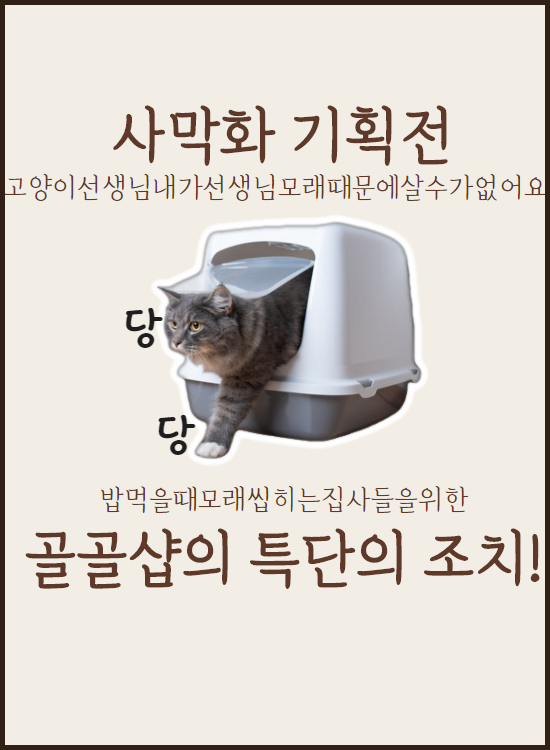 사막화 기획전
고양이선생님내가선생님모래때문에살수가없어요
당
당
밥먹을때모래씹히는집사들을위한
골골샵의 특단의 조치!